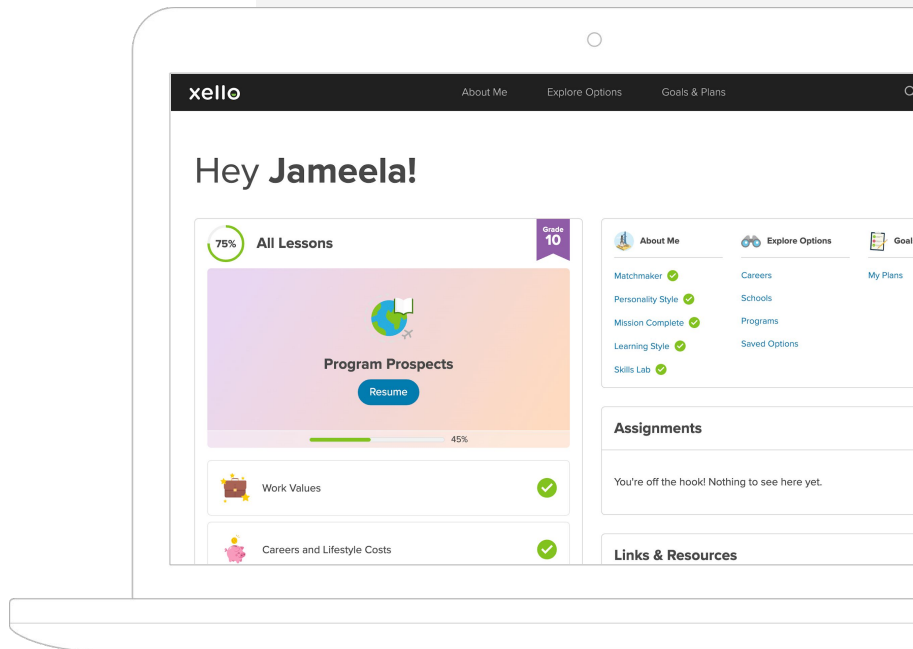 xello
About Me Explore Options Goals & Plans
Hey Jameela!
75% All Lessons
Grade
10
Program Prospects
Resume
45%
Work Values
Careers and Lifestyle Costs
About Me
Matchmaker
Personality Style
Mission Complete
Learning Style
Skills Lab
Explore Options
Careers
Schools
Programs
Saved Options
Goal
My Plans
Assignments
You're off the hook! Nothing to see here yet.
Links & Resources